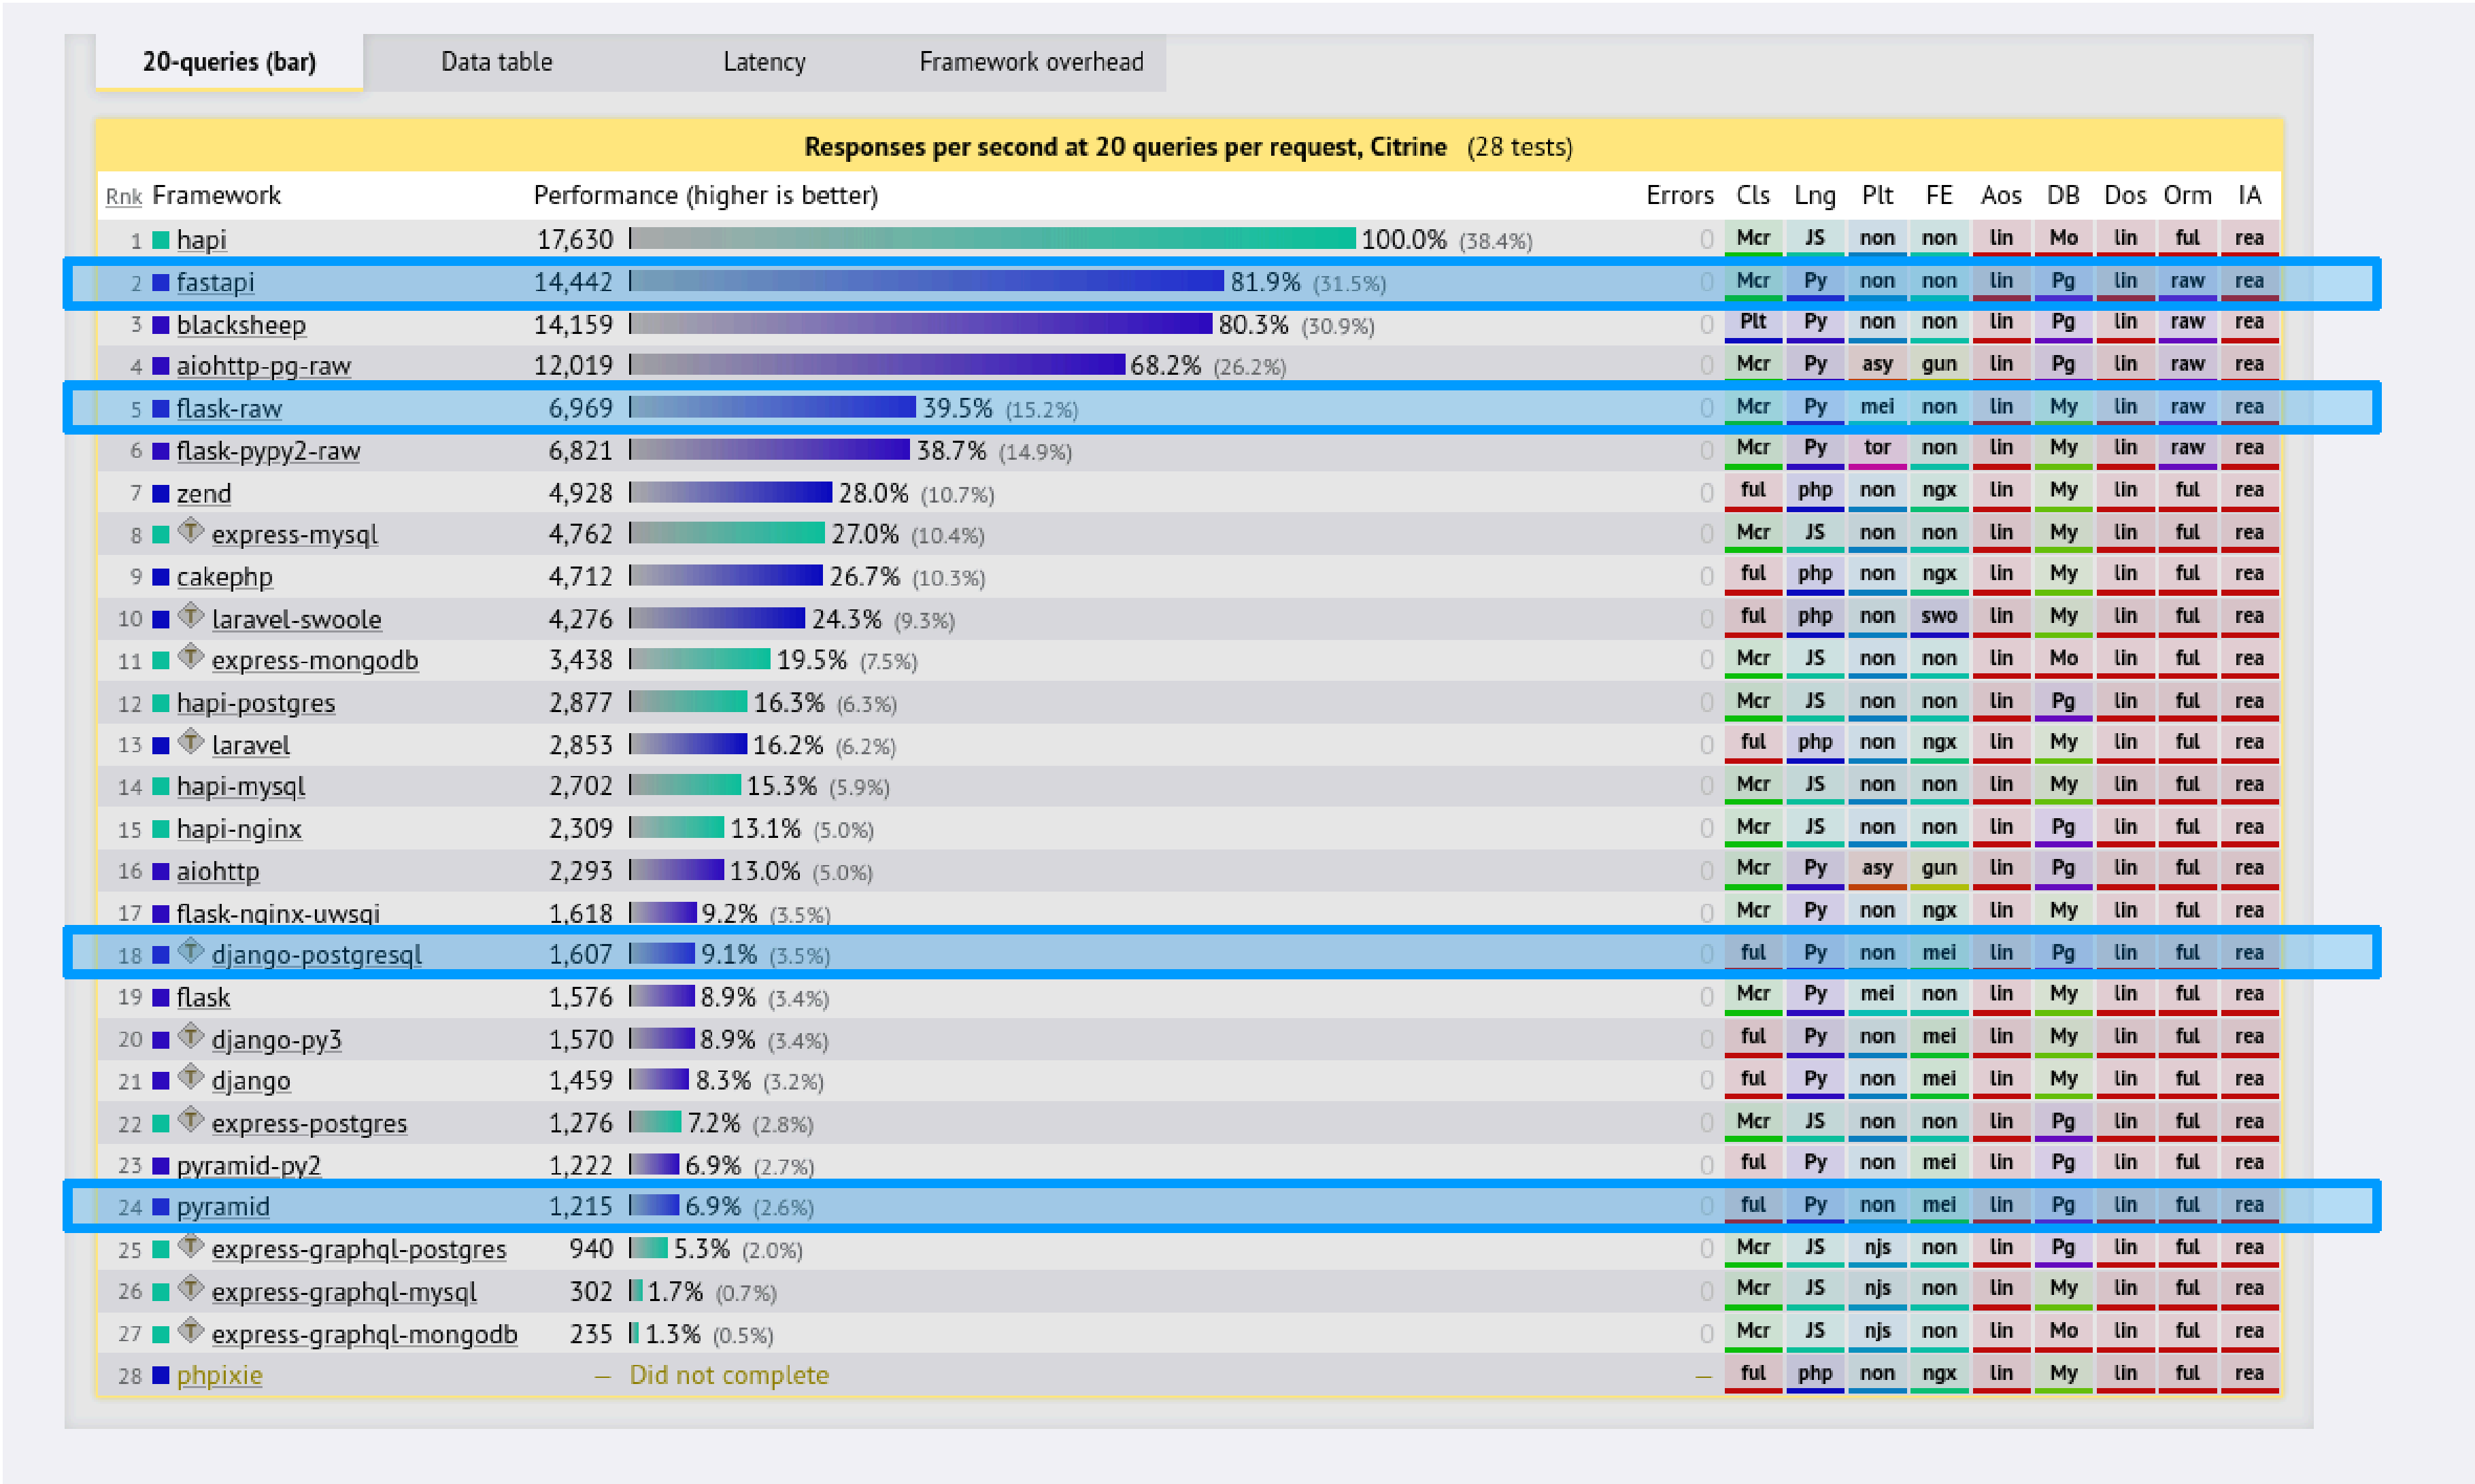 20-queries (bar) Data table Latency Framework overhead
Responses per second at 20 queries per request, Citrine (28 tests)
Rnk Framework Performance (higher is better) Errors Cls Lng Plt FE Aos DB Dos Orm IA
1 hapi 17,630 100.0% (38.4%) 0 Mcr JS non non lin Mo lin ful rea
2 fastapi 14,442 81.9% (31.5%) 0 Mcr Py non non lin Pg lin raw rea
3 blacksheep 14,159 80.3% (30.9%) 0 Plt Py non non lin Pg lin raw rea
4 aiohttp-pg-raw 12,019 68.2% (26.2%) 0 Mcr Py asy gun lin Pg lin raw rea
5 flask-raw 6,969 39.5% (15.2%) 0 Mcr Py mei non lin My lin raw rea
6 flask-pypy2-raw 6,821 38.7% (14.9%) 0 Mcr Py tor non lin My lin raw rea
7 zend 4,928 28.0% (10.7%) 0 ful php non ngx lin My lin ful rea
8 T express-mysql 4,762 27.0% (10.4%) 0 Mcr JS non non lin My lin ful rea
9 cakephp 4,712 26.7% (10.3%) 0 ful php non ngx lin My lin ful rea
10 T laravel-swoole 4,276 24.3% (9.3%) 0 ful php non swo lin My lin ful rea
11 T express-mongodb 3,438 19.5% (7.5%) 0 Mcr JS non non lin Mo lin ful rea
12 hapi-postgres 2,877 16.3% (6.3%) 0 Mcr JS non non lin Pg lin ful rea
13 T laravel 2,853 16.2% (6.2%) 0 ful php non ngx lin My lin ful rea
14 hapi-mysql 2,702 15.3% (5.9%) 0 Mcr JS non non lin My lin ful rea
15 hapi-nginx 2,309 13.1% (5.0%) 0 Mcr JS non non lin Pg lin ful rea
16 aiohttp 2,293 13.0% (5.0%) 0 Mcr Py asy gun lin Pg lin ful rea
17 flask-nginx-uwsgi 1,618 9.2% (3.5%) 0 Mcr Py non ngx lin My lin ful rea
18 T django-postgresql 1,607 9.1% (3.5%) 0 ful Py non mei lin Pg lin ful rea
19 flask 1,576 8.9% (3.4%) 0 Mcr Py mei non lin My lin ful rea
20 T django-py3 1,570 8.9% (3.4%) 0 ful Py non mei lin My lin ful rea
21 T django 1,459 8.3% (3.2%) 0 ful Py non mei lin My lin ful rea
22 T express-postgres 1,276 7.2% (2.8%) 0 Mcr JS non non lin Pg lin ful rea
23 pyramid-py2 1,222 6.9% (2.7%) 0 ful Py non mei lin Pg lin ful rea
24 pyramid 1,215 6.9% (2.6%) 0 ful Py non mei lin Pg lin ful rea
25 T express-graphql-postgres 940 5.3% (2.0%) 0 Mcr JS njs non lin Pg lin ful rea
26 T express-graphql-mysql 302 1.7% (0.7%) 0 Mcr JS njs non lin My lin ful rea
27 T express-graphql-mongodb 235 1.3% (0.5%) 0 Mcr JS njs non lin Mo lin ful rea
28 phpixie — Did not complete — ful php non ngx lin My lin ful rea